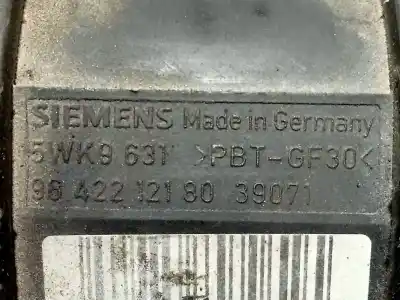 SIEMENS Made in Germany
5WK9 631 >PBT-GF30<
96 422 121 80 39071